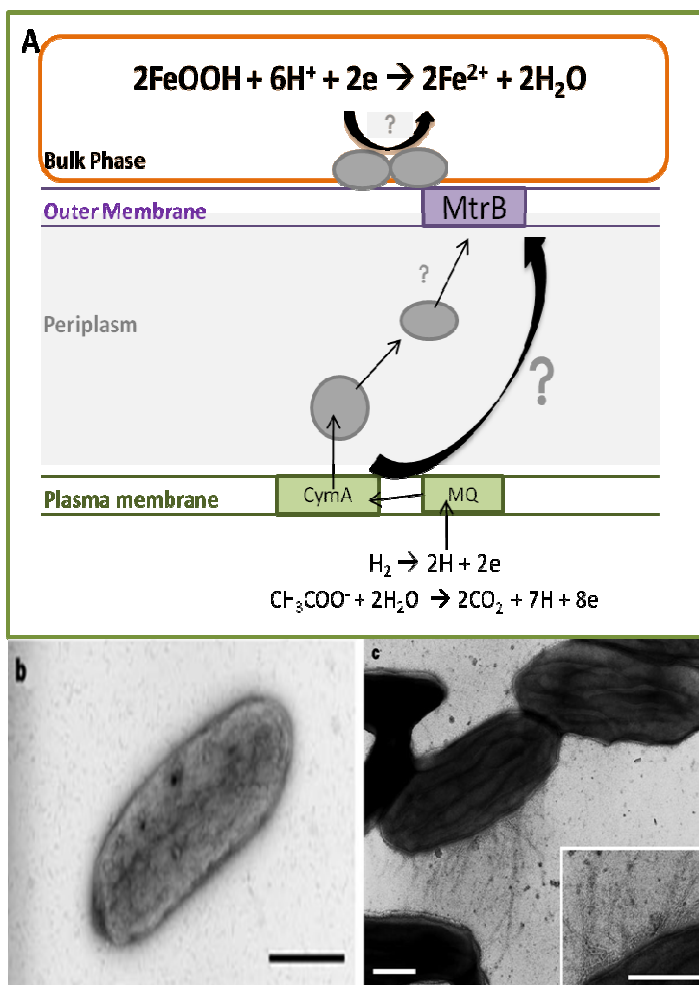 A
2FeOOH + 6H⁺ + 2e → 2Fe²⁺ + 2H₂O
?
Bulk Phase
Outer Membrane
MtrB
?
Periplasm
?
Plasma membrane
CymA
MQ
H₂ → 2H + 2e
CH₃COO⁻ + 2H₂O → 2CO₂ + 7H + 8e
b
c